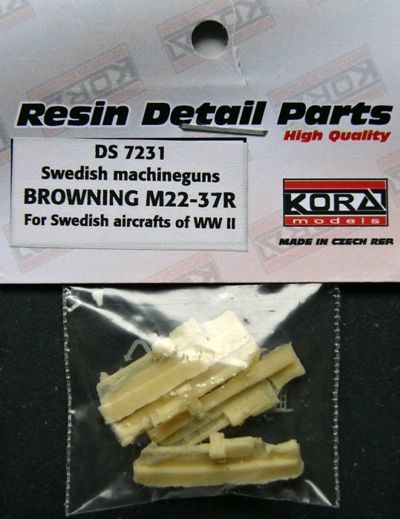 Resin Detail Parts
High Quality
DS 7231
Swedish machineguns
BROWNING M22-37R
For Swedish aircrafts of WW II
KORA
models
MADE IN CZECH REP.